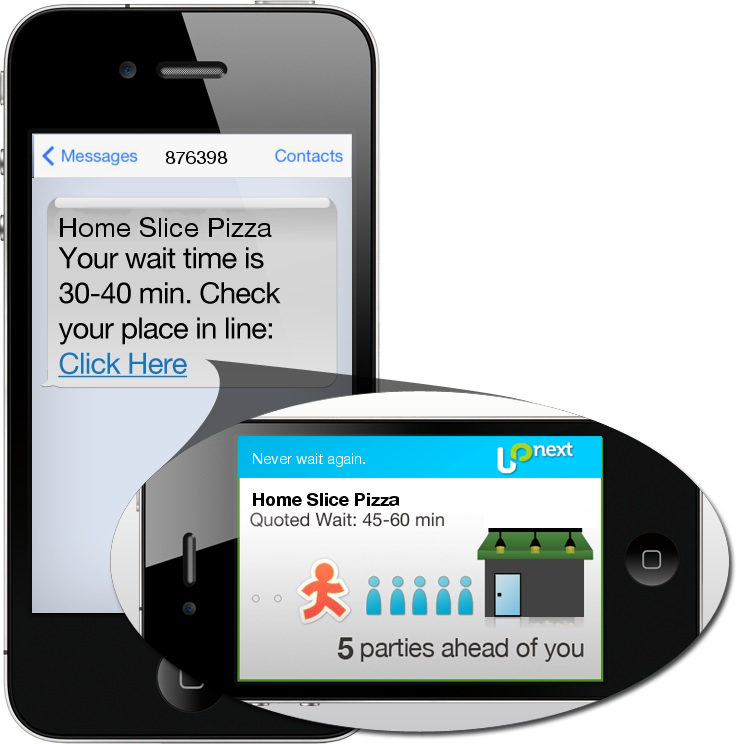 Messages 876398 Contacts
Home Slice Pizza
Your wait time is
30-40 min. Check
your place in line:
Click Here
Never wait again. UPnext
Home Slice Pizza
Quoted Wait: 45-60 min
5 parties ahead of you